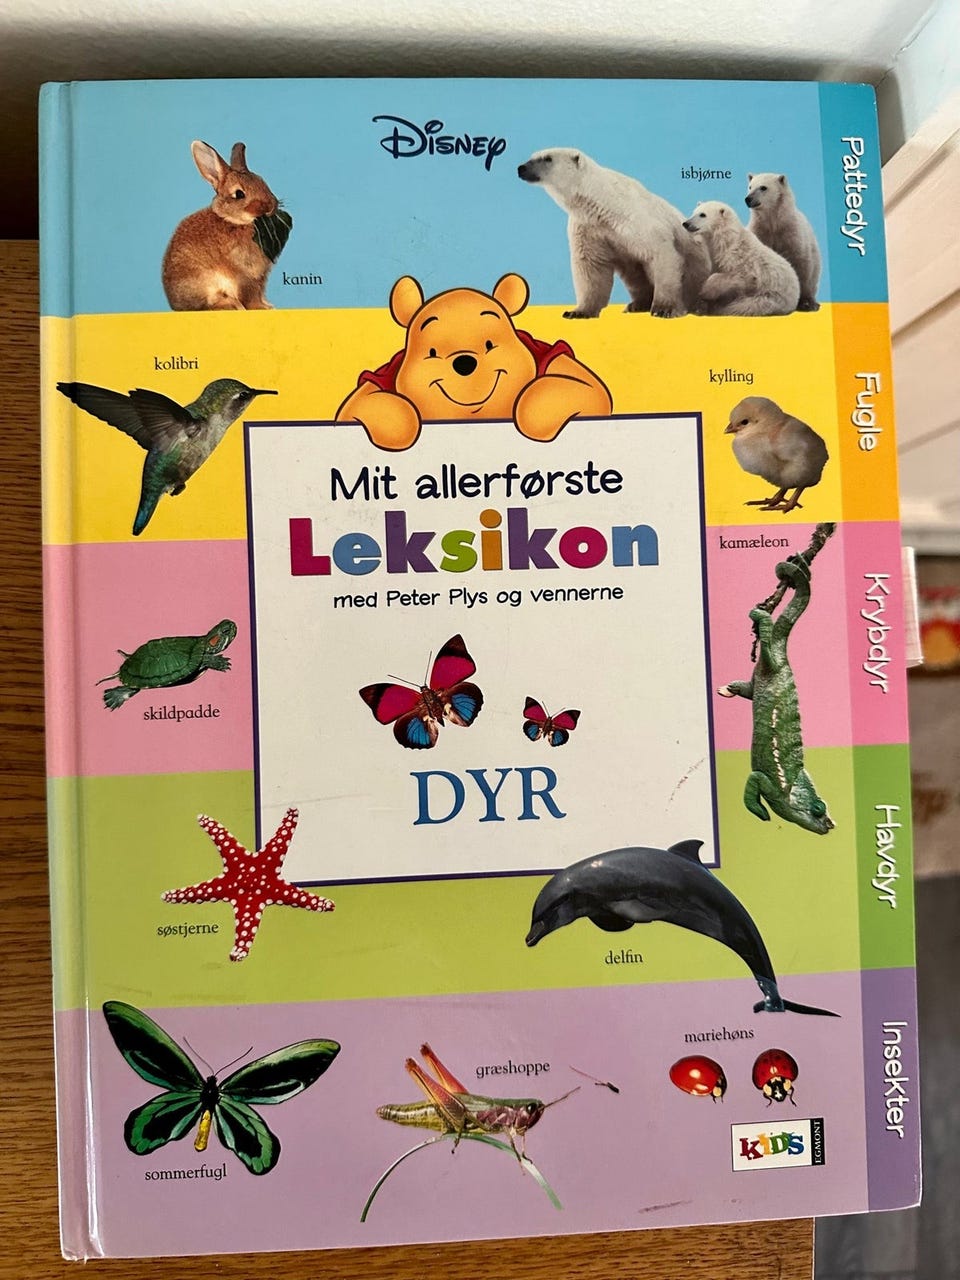 Disney
isbjørne
kanin
Pattedyr
kolibri
kylling
Fugle
Mit allerførste
Leksikon
med Peter Plys og vennerne
kamæleon
Krybdyr
skildpadde
DYR
Havdyr
søstjerne
delfin
mariehøns
græshoppe
sommerfugl
Insekter
KIDS
EGMONT